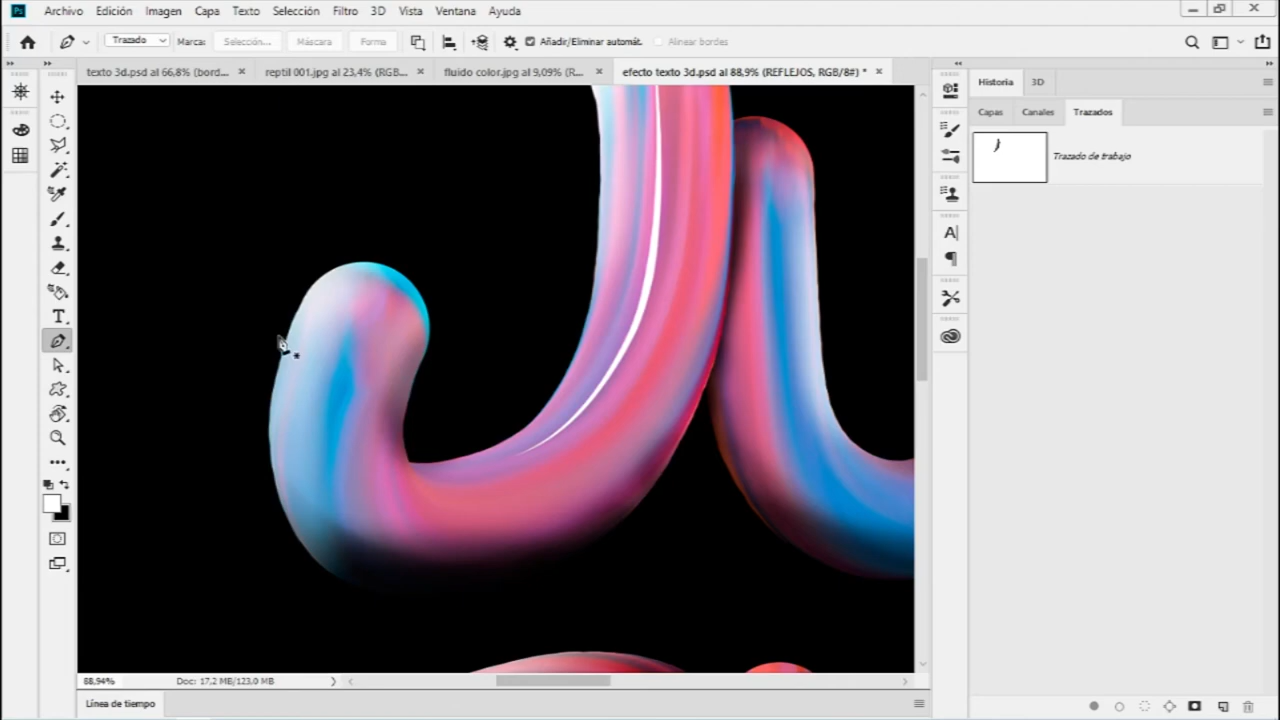 Ps Archivo Edición Imagen Capa Texto Selección Filtro 3D Vista Ventana Ayuda
Trazado Marca: Selección... Máscara Forma Añadir/Eliminar automát. Alinear bordes
texto 3d.psd al 66,8% (bord... × reptil 001.jpg al 23,4% (RGB... × fluido color.jpg al 9,09% (R... × efecto texto 3d.psd al 88,9% (REFLEJOS, RGB/8#) * ×
Historia 3D
Capas Canales Trazados
Trazado de trabajo
88,94% Doc: 17,2 MB/123,0 MB
Línea de tiempo